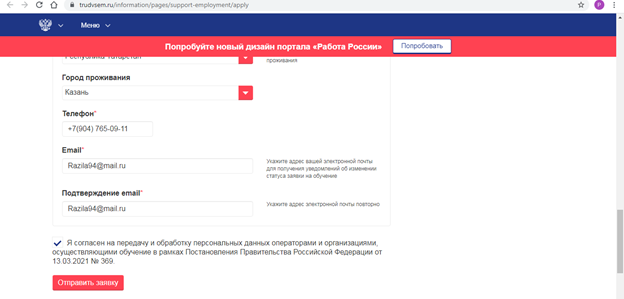 trudvsem.ru/information/pages/support-employment/apply
P
Меню
Попробуйте новый дизайн портала «Работа России»
Попробовать
Республика Татарстан
проживания
Город проживания
Казань
Телефон*
+7(904) 765-09-11
Email*
Razila94@mail.ru
Укажите адрес вашей электронной почты
для получения уведомлений об изменении
статуса заявки на обучение
Подтверждение email*
Razila94@mail.ru
Укажите адрес электронной почты повторно
Я согласен на передачу и обработку персональных данных операторами и организациями,
осуществляющими обучение в рамках Постановления Правительства Российской Федерации от
13.03.2021 № 369.
Отправить заявку